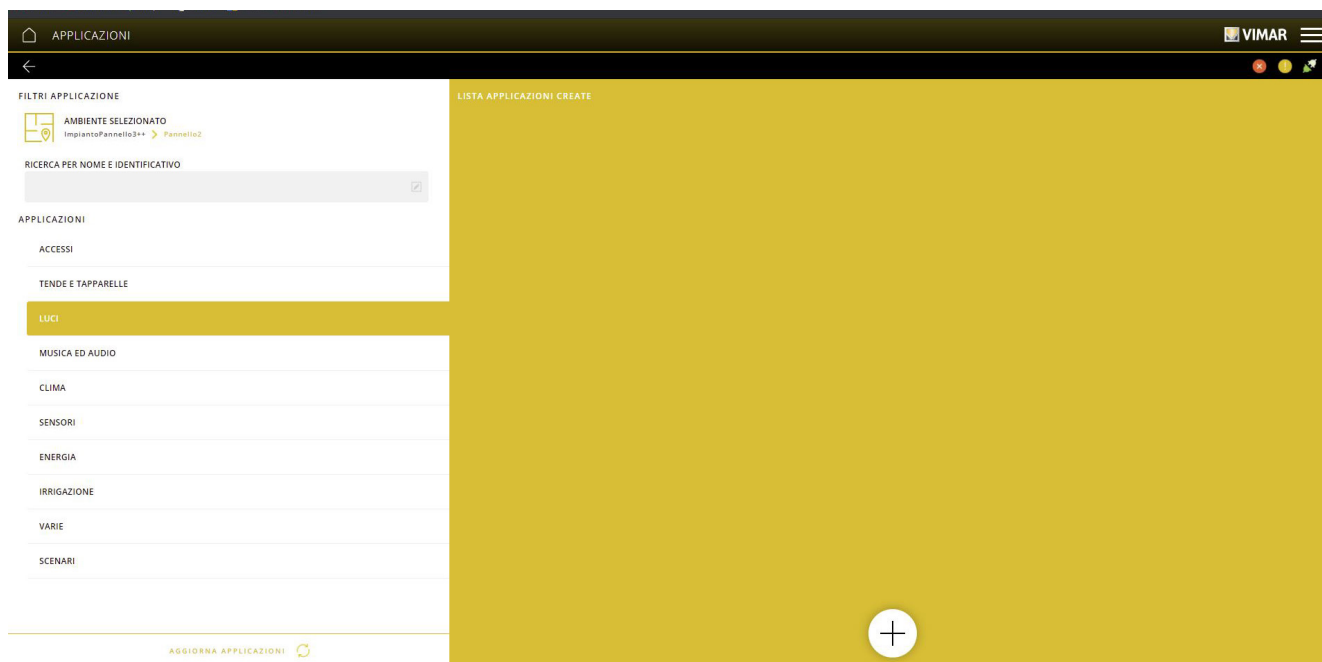 APPLICAZIONI
VIMAR
FILTRI APPLICAZIONE
AMBIENTE SELEZIONATO
ImpiantoPannello3++ > Pannello2
RICERCA PER NOME E IDENTIFICATIVO
APPLICAZIONI
ACCESSI
TENDE E TAPPARELLE
LUCI
MUSICA ED AUDIO
CLIMA
SENSORI
ENERGIA
IRRIGAZIONE
VARIE
SCENARI
AGGIORNA APPLICAZIONI
LISTA APPLICAZIONI CREATE